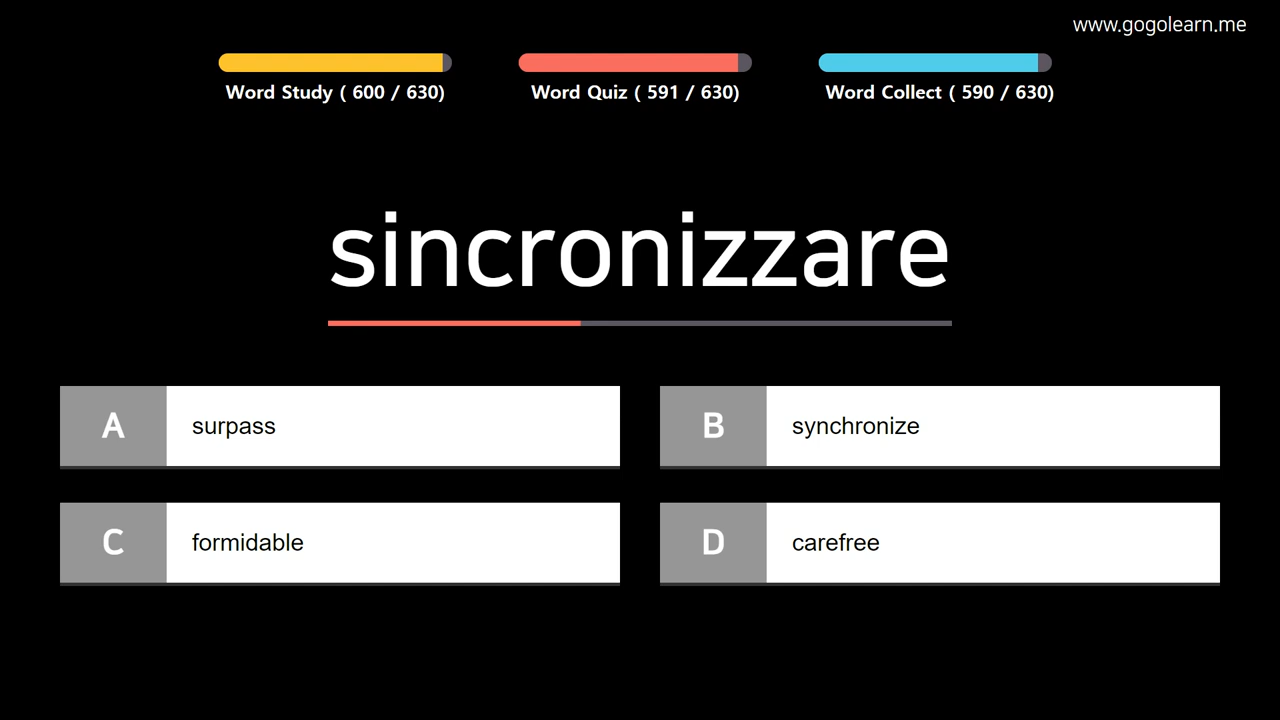 www.gogolearn.me
Word Study ( 600 / 630)
Word Quiz ( 591 / 630)
Word Collect ( 590 / 630)
sincronizzare
A surpass
B synchronize
C formidable
D carefree